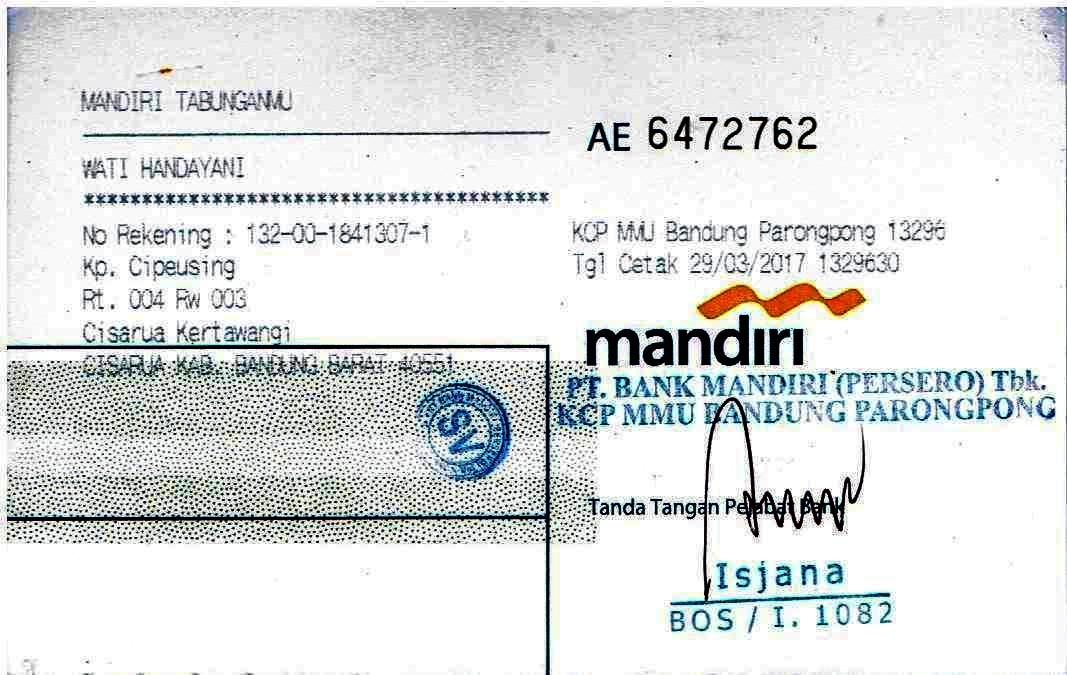 MANDIRI TABUNGANMU
WATI HANDAYANI
******************************************
No Rekening : 132-00-1841307-1
Kp. Cipeusing
Rt. 004 Rw 003
Cisarua Kertawangi
CISARUA KAB. BANDUNG BARAT 40551
SV
AE 6472762
KCP MMU Bandung Parongpong 13296
Tgl Cetak 29/03/2017 1329630
mandiri
PT. BANK MANDIRI (PERSERO) Tbk.
KCP MMU BANDUNG PARONGPONG
Tanda Tangan Pejabat Bank
Isjana
BOS / I. 1082